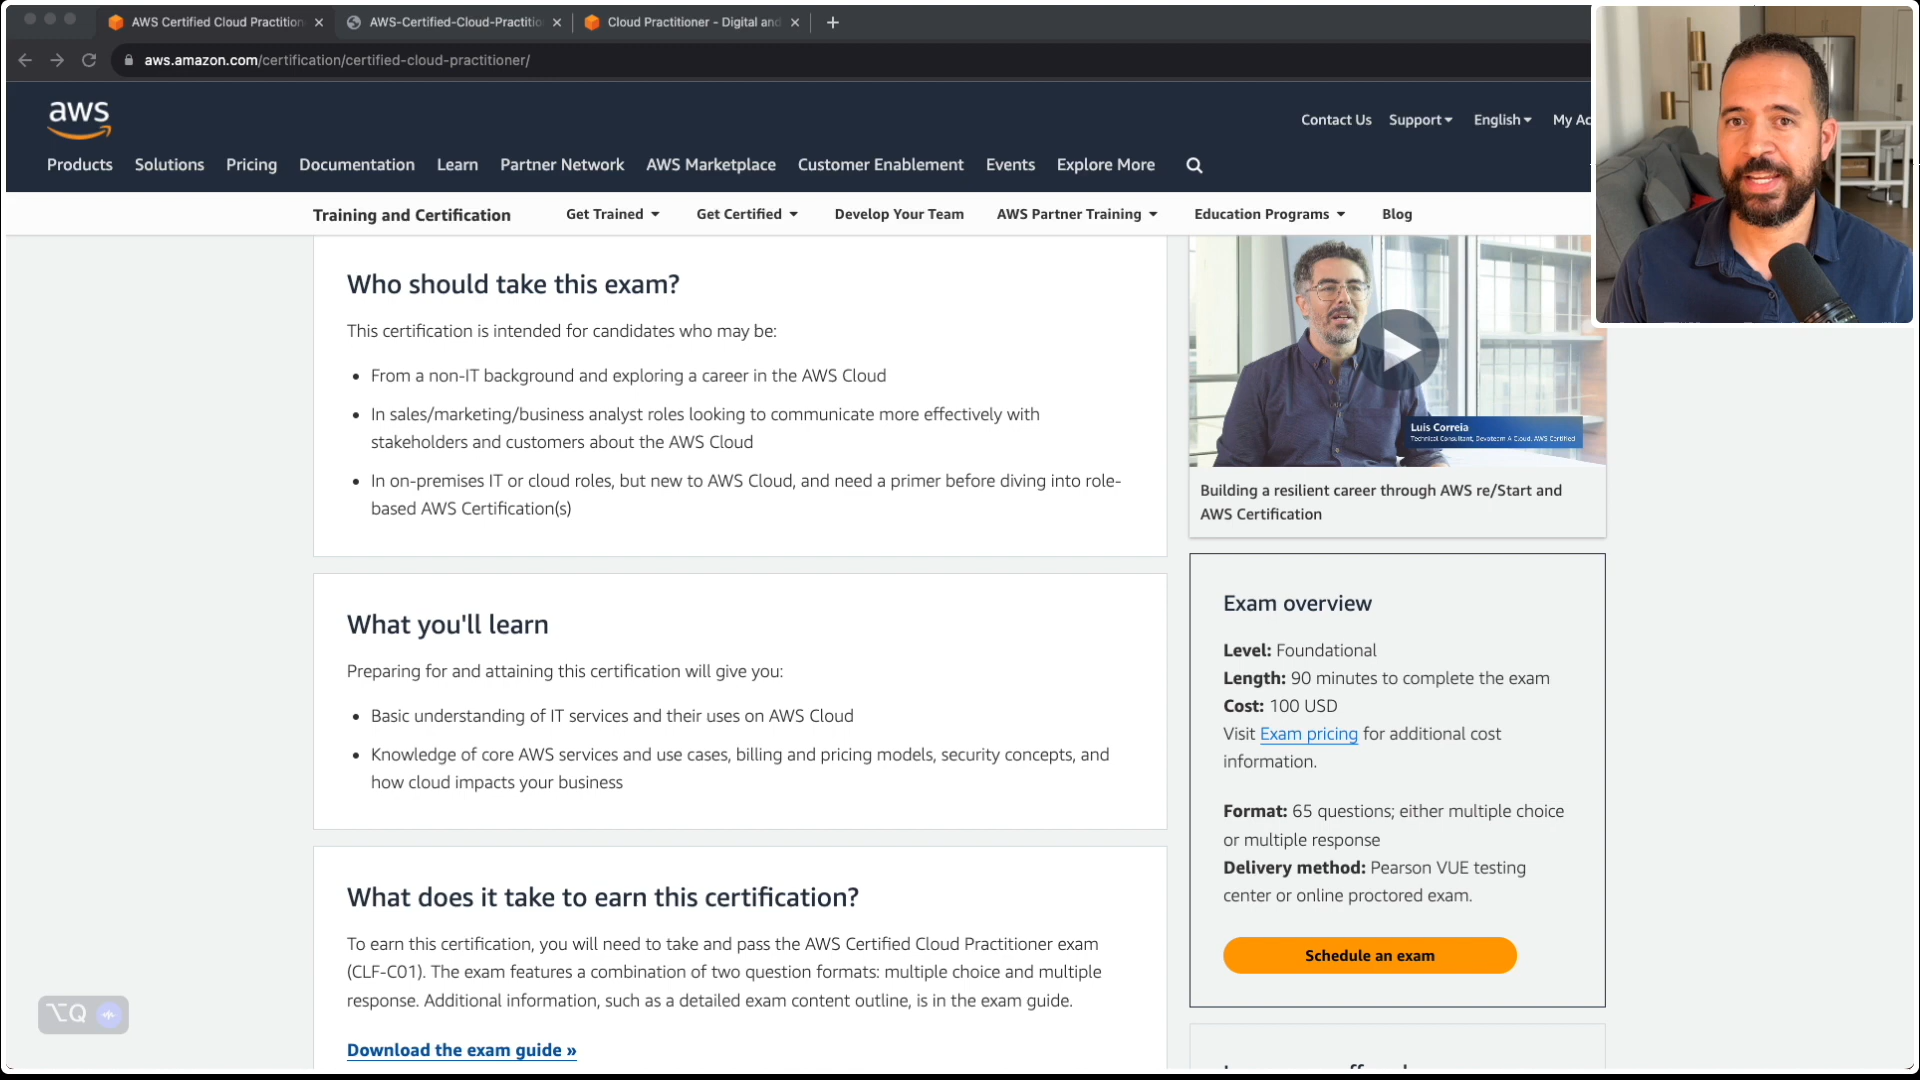 AWS Certified Cloud Practition
AWS-Certified-Cloud-Practitio
Cloud Practitioner - Digital and
aws.amazon.com/certification/certified-cloud-practitioner/
aws
Contact Us
Support
English
My Ac
Products
Solutions
Pricing
Documentation
Learn
Partner Network
AWS Marketplace
Customer Enablement
Events
Explore More
Training and Certification
Get Trained
Get Certified
Develop Your Team
AWS Partner Training
Education Programs
Blog
Who should take this exam?
This certification is intended for candidates who may be:
• From a non-IT background and exploring a career in the AWS Cloud
• In sales/marketing/business analyst roles looking to communicate more effectively with
stakeholders and customers about the AWS Cloud
• In on-premises IT or cloud roles, but new to AWS Cloud, and need a primer before diving into role-
based AWS Certification(s)
What you'll learn
Preparing for and attaining this certification will give you:
• Basic understanding of IT services and their uses on AWS Cloud
• Knowledge of core AWS services and use cases, billing and pricing models, security concepts, and
how cloud impacts your business
What does it take to earn this certification?
To earn this certification, you will need to take and pass the AWS Certified Cloud Practitioner exam
(CLF-C01). The exam features a combination of two question formats: multiple choice and multiple
response. Additional information, such as a detailed exam content outline, is in the exam guide.
Download the exam guide »
⌥Q
Luis Correia
Technical Consultant, Devoteam A Cloud, AWS Certified
Building a resilient career through AWS re/Start and
AWS Certification
Exam overview
Level: Foundational
Length: 90 minutes to complete the exam
Cost: 100 USD
Visit Exam pricing for additional cost
information.
Format: 65 questions; either multiple choice
or multiple response
Delivery method: Pearson VUE testing
center or online proctored exam.
Schedule an exam